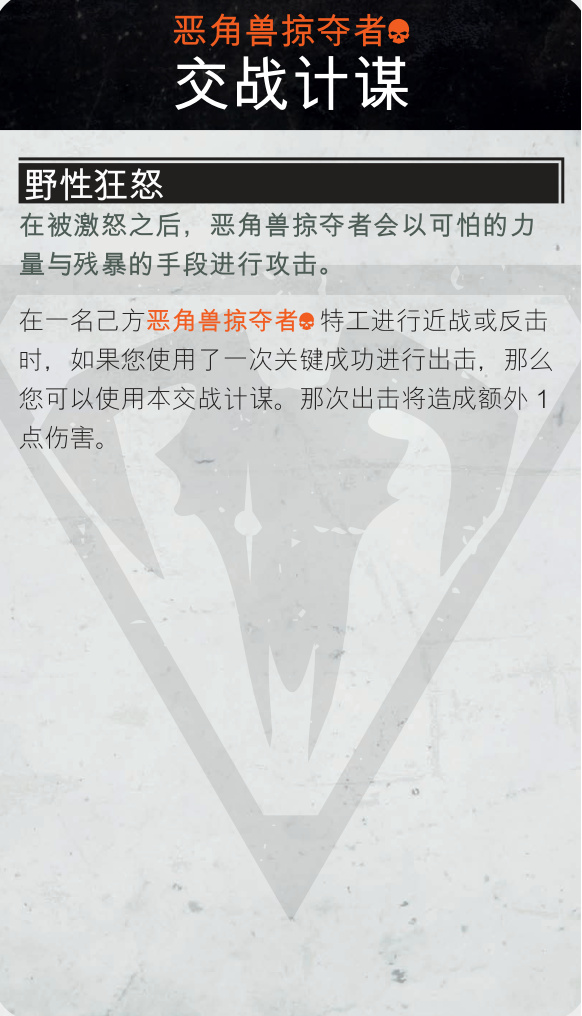 恶角兽掠夺者
交战计谋
野性狂怒
在被激怒之后，恶角兽掠夺者会以可怕的力
量与残暴的手段进行攻击。
在一名己方恶角兽掠夺者 特工进行近战或反击
时，如果您使用了一次关键成功进行出击，那么
您可以使用本交战计谋。那次出击将造成额外 1
点伤害。